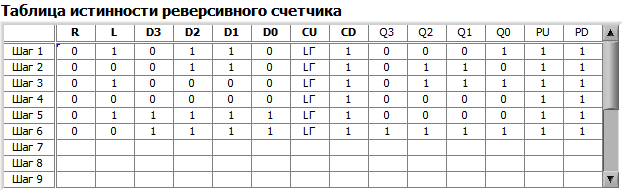 Таблица истинности реверсивного счетчика
R L D3 D2 D1 D0 CU CD Q3 Q2 Q1 Q0 PU PD
Шаг 1 0 1 0 1 1 0 LГ 1 0 0 0 1 1 1
Шаг 2 0 0 0 1 1 0 LГ 1 0 1 1 0 1 1
Шаг 3 0 1 0 0 0 0 LГ 1 0 1 1 1 1 1
Шаг 4 0 0 0 0 0 0 LГ 1 0 0 0 0 1 1
Шаг 5 0 1 1 1 1 1 LГ 1 0 0 0 0 1 1
Шаг 6 0 0 1 1 1 1 LГ 1 1 1 1 1 1 1
Шаг 7
Шаг 8
Шаг 9